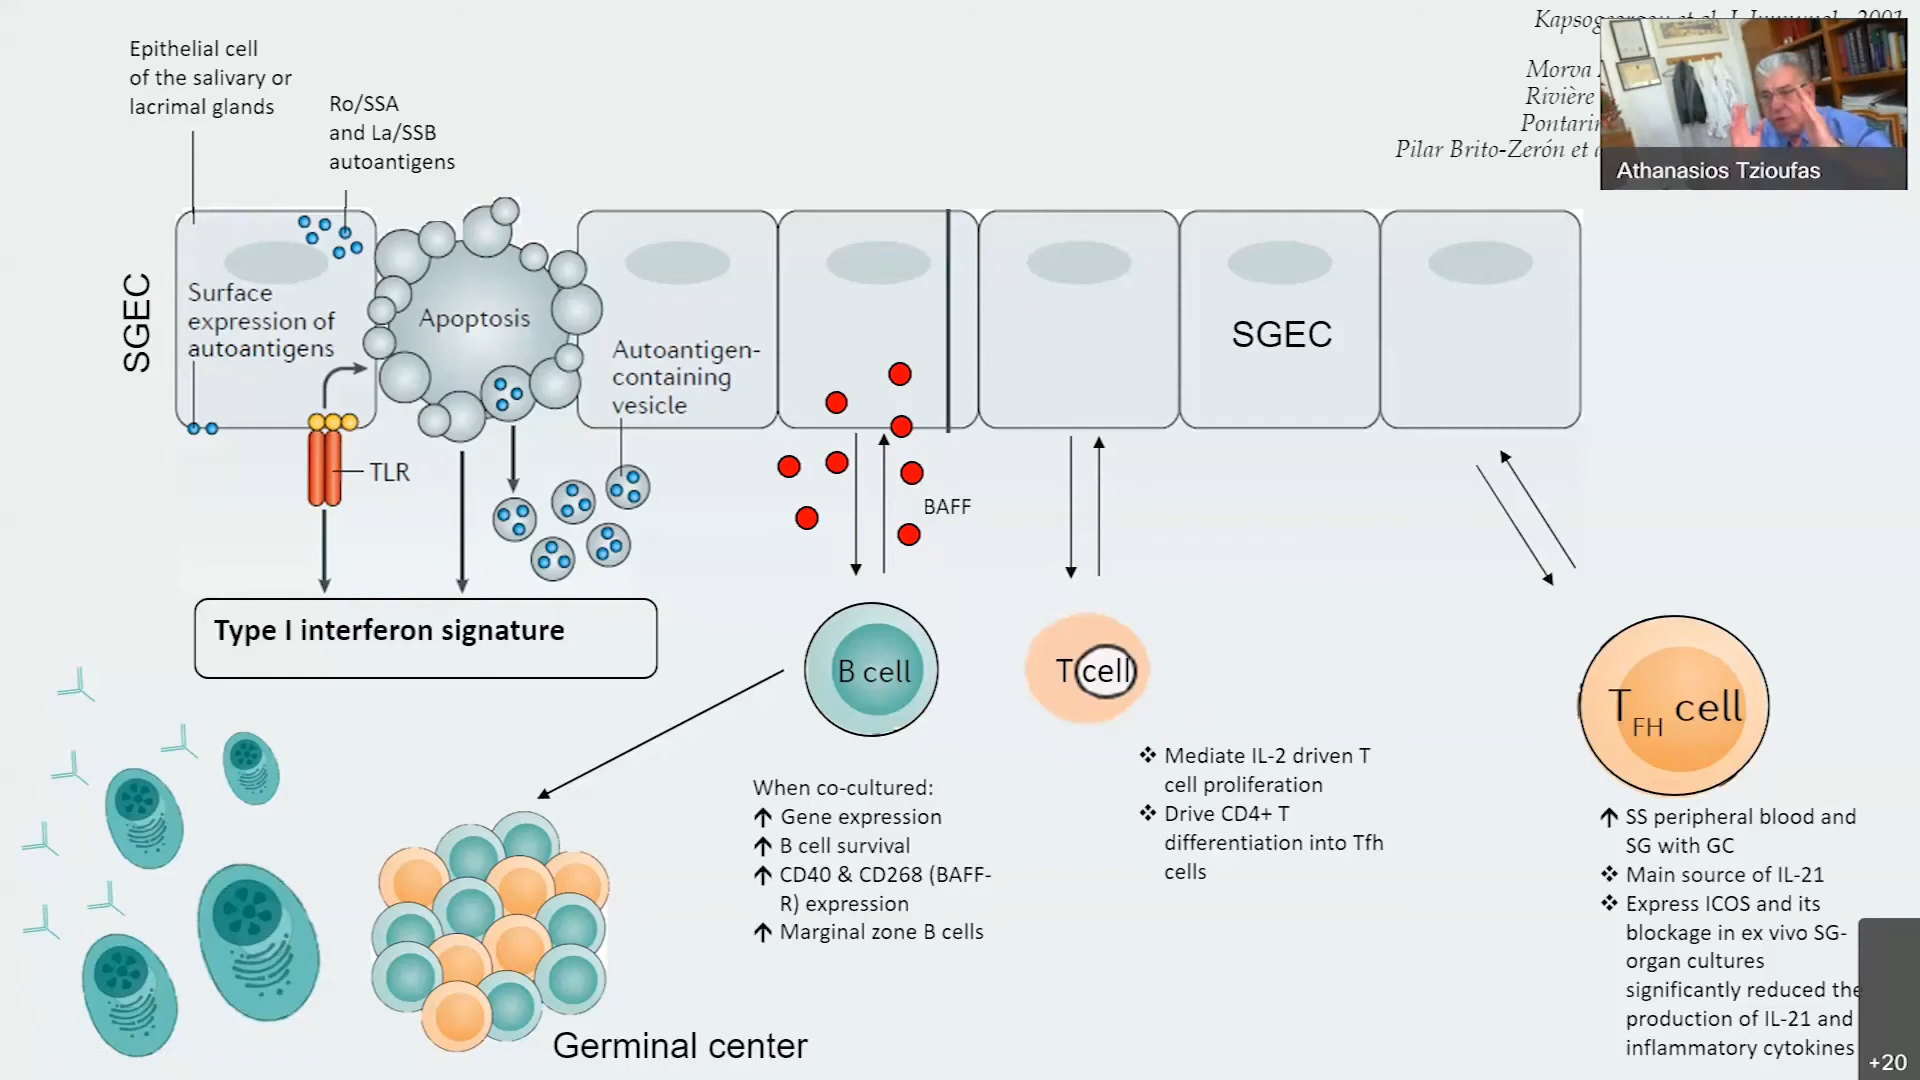 Kapsogeorgou et al. J Immunol., 2001
Morva
Rivière
Pilar Brito-Zerón et
Athanasios Tzioufas
Epithelial cell
of the salivary or
lacrimal glands
Ro/SSA
and La/SSB
autoantigens
SGEC
Surface
expression of
autoantigens
Apoptosis
Autoantigen-
containing
vesicle
SGEC
TLR
BAFF
Type I interferon signature
B cell
T cell
TFH cell
When co-cultured:
↑ Gene expression
↑ B cell survival
↑ CD40 & CD268 (BAFF-
R) expression
↑ Marginal zone B cells
❖ Mediate IL-2 driven T
cell proliferation
❖ Drive CD4+ T
differentiation into Tfh
cells
↑ SS peripheral blood and
SG with GC
❖ Main source of IL-21
❖ Express ICOS and its
blockage in ex vivo SG-
organ cultures
significantly reduced the
production of IL-21 and
inflammatory cytokines
Germinal center
+20